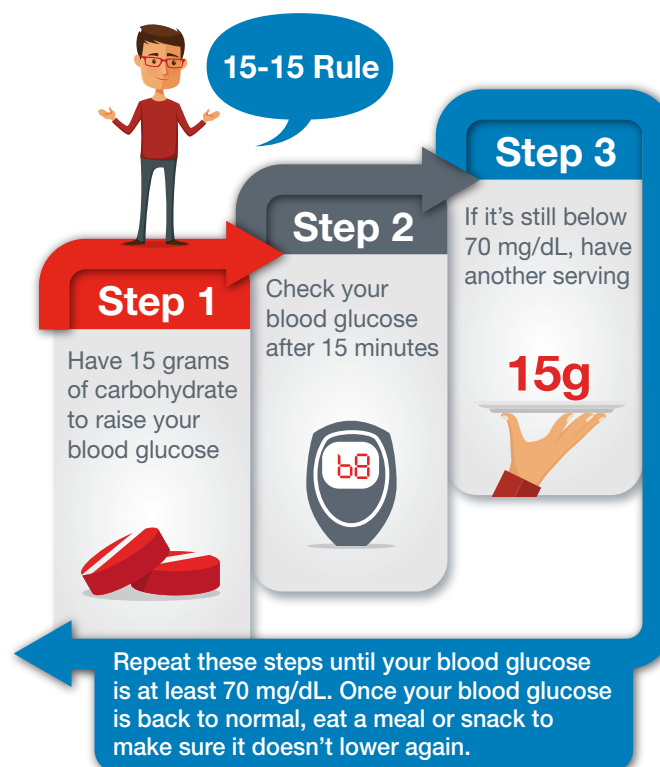 15-15 Rule
Step 1
Have 15 grams
of carbohydrate
to raise your
blood glucose
Step 2
Check your
blood glucose
after 15 minutes
68
Step 3
If it's still below
70 mg/dL, have
another serving
15g
Repeat these steps until your blood glucose
is at least 70 mg/dL. Once your blood glucose
is back to normal, eat a meal or snack to
make sure it doesn't lower again.